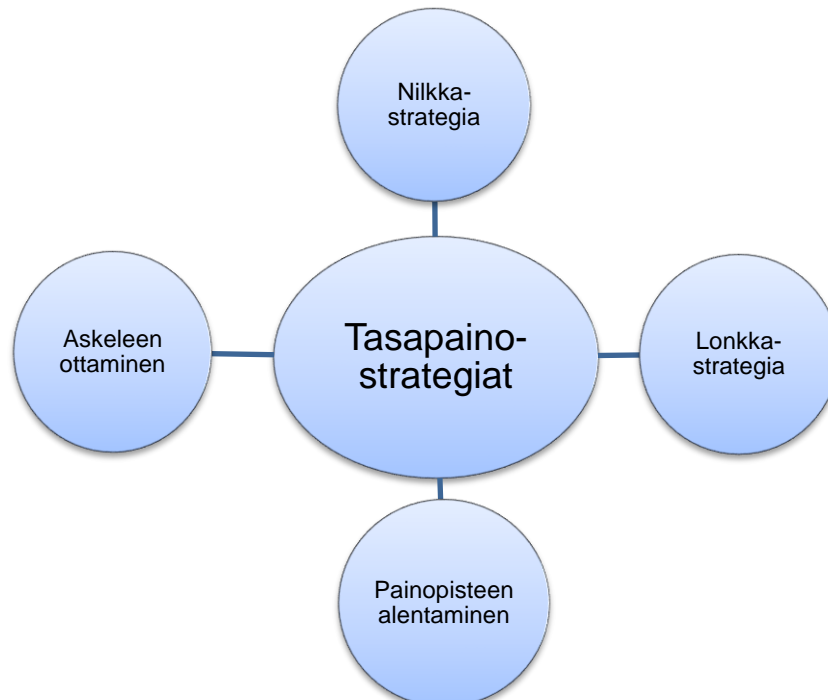 Nilkka-
strategia
Askeleen
ottaminen
Tasapaino-
strategiat
Lonkka-
strategia
Painopisteen
alentaminen